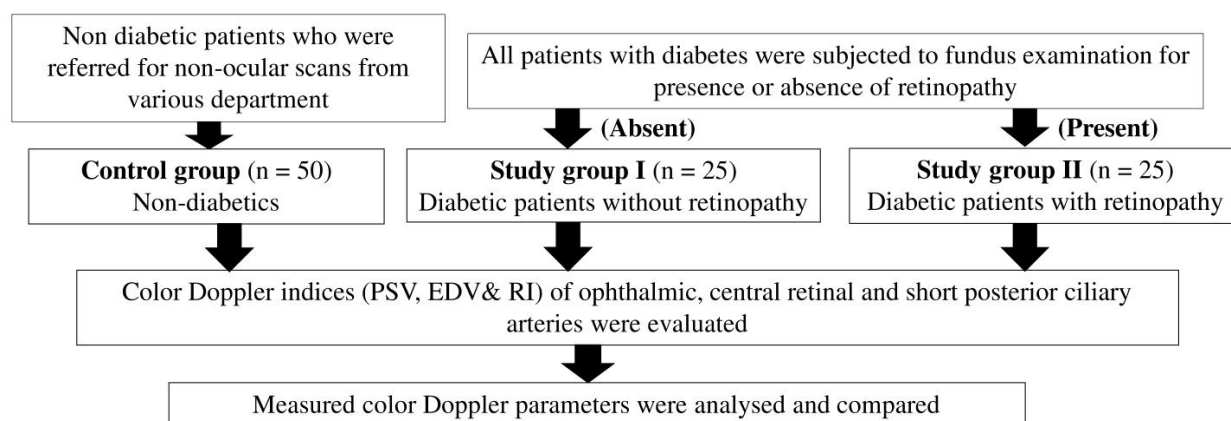 Non diabetic patients who were
referred for non-ocular scans from
various department
All patients with diabetes were subjected to fundus examination for
presence or absence of retinopathy
(Absent)
(Present)
Control group (n = 50)
Non-diabetics
Study group I (n = 25)
Diabetic patients without retinopathy
Study group II (n = 25)
Diabetic patients with retinopathy
Color Doppler indices (PSV, EDV& RI) of ophthalmic, central retinal and short posterior ciliary
arteries were evaluated
Measured color Doppler parameters were analysed and compared